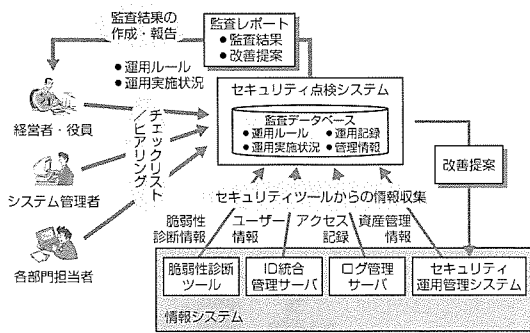 監査結果の
作成・報告
監査レポート
●監査結果
●改善提案
●運用ルール
●運用実施状況
経営者・役員
チェックリスト
／ヒアリング
セキュリティ点検システム
監査データベース
●運用ルール ●運用記録
●運用実施状況 ●管理情報
改善提案
システム管理者
セキュリティツールからの情報収集
各部門担当者
脆弱性
診断情報
ユーザー
情報
アクセス
記録
資産管理
情報
脆弱性診断
ツール
ID統合
管理サーバ
ログ管理
サーバ
セキュリティ
運用管理システム
情報システム